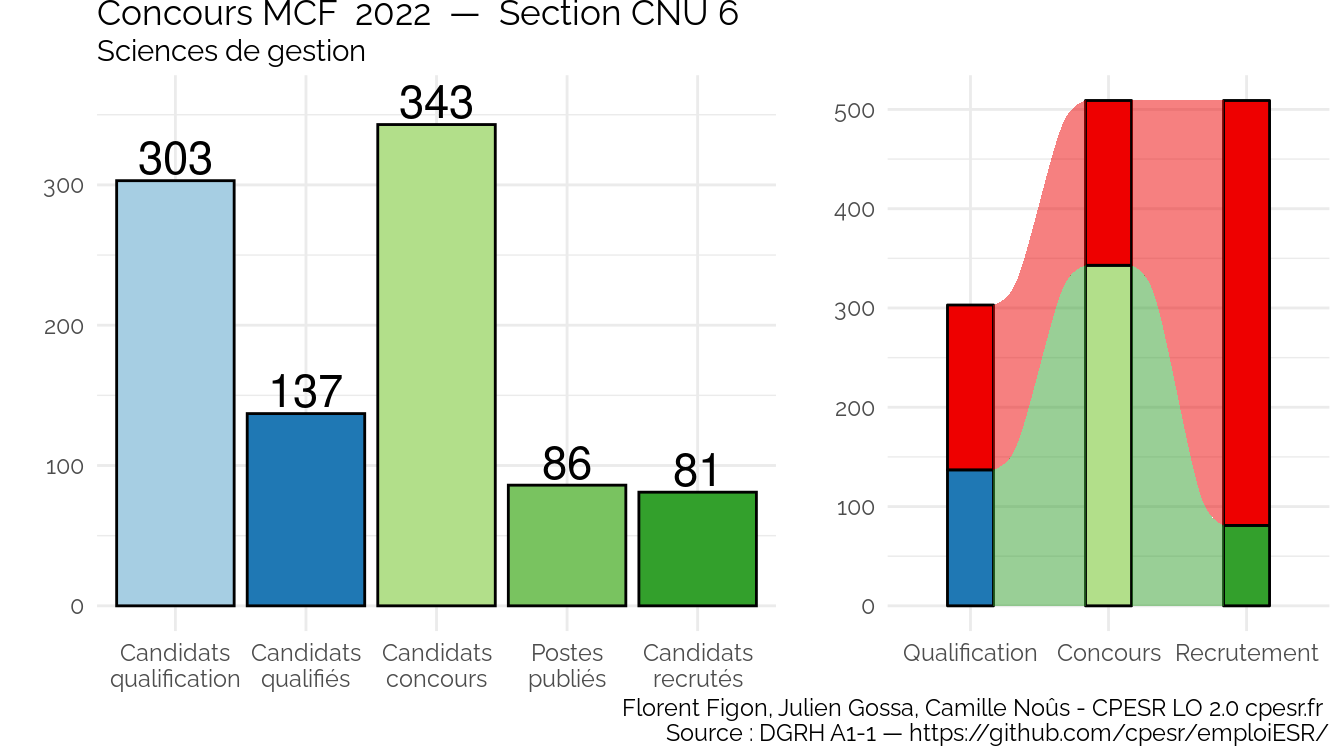 Concours MCF 2022 — Section CNU 6
Sciences de gestion
300
200
100
0
303
137
343
86
81
Candidats qualification
Candidats qualifiés
Candidats concours
Postes publiés
Candidats recrutés
500
400
300
200
100
0
Qualification Concours Recrutement
Florent Figon, Julien Gossa, Camille Noûs - CPESR LO 2.0 cpesr.fr
Source : DGRH A1-1 — https://github.com/cpesr/emploiESR/